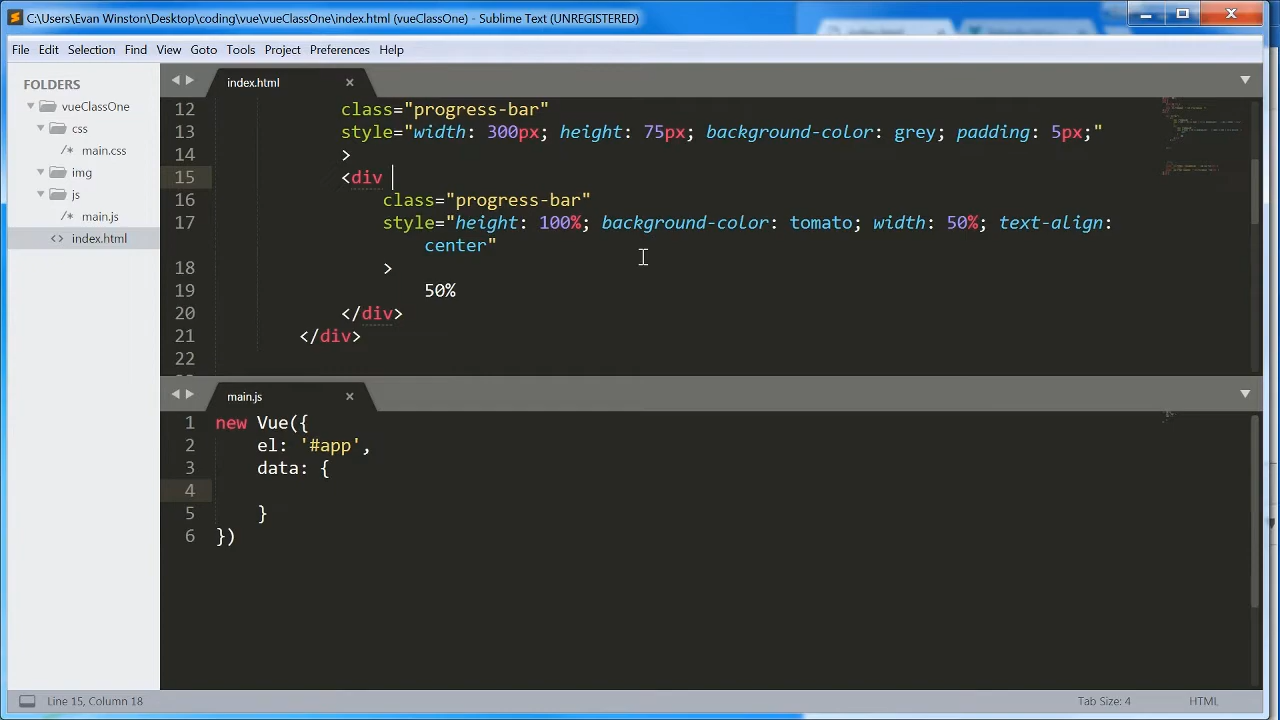 C:\Users\Evan Winston\Desktop\coding\vue\vueClassOne\index.html (vueClassOne) - Sublime Text (UNREGISTERED)
File Edit Selection Find View Goto Tools Project Preferences Help
FOLDERS
vueClassOne
css
main.css
img
js
main.js
index.html
index.html
12 class="progress-bar"
13 style="width: 300px; height: 75px; background-color: grey; padding: 5px;"
14 >
15 <div
16 class="progress-bar"
17 style="height: 100%; background-color: tomato; width: 50%; text-align:
center"
18 >
19 50%
20 </div>
21 </div>
22
main.js
1 new Vue({
2 el: '#app',
3 data: {
4
5 }
6 })
Line 15, Column 18
Tab Size: 4
HTML